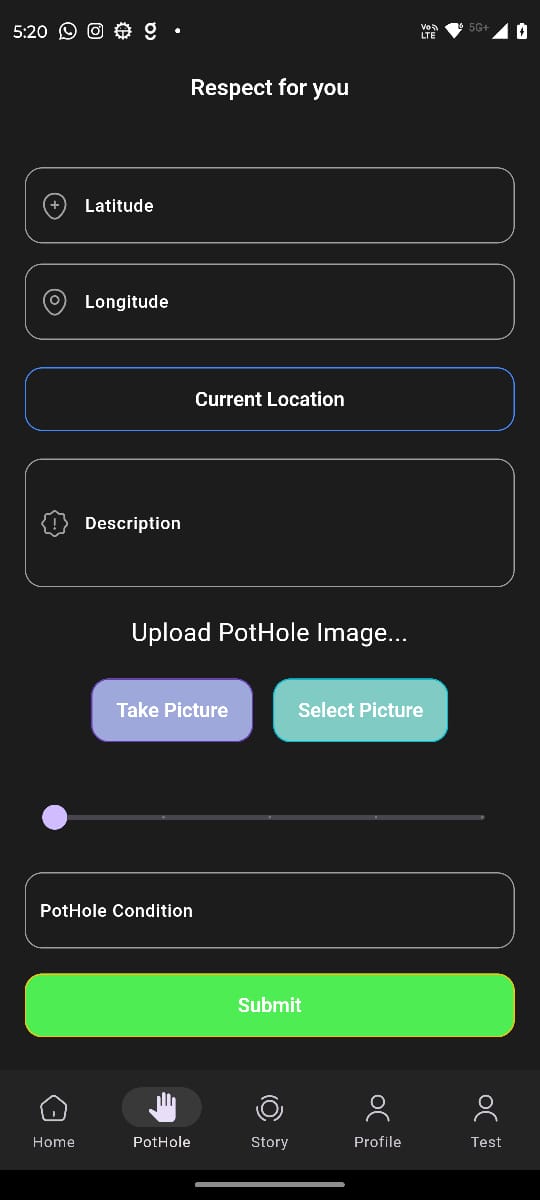 5:20
Vo LTE 5G+
Respect for you
Latitude
Longitude
Current Location
Description
Upload PotHole Image...
Take Picture Select Picture
PotHole Condition
Submit
Home PotHole Story Profile Test